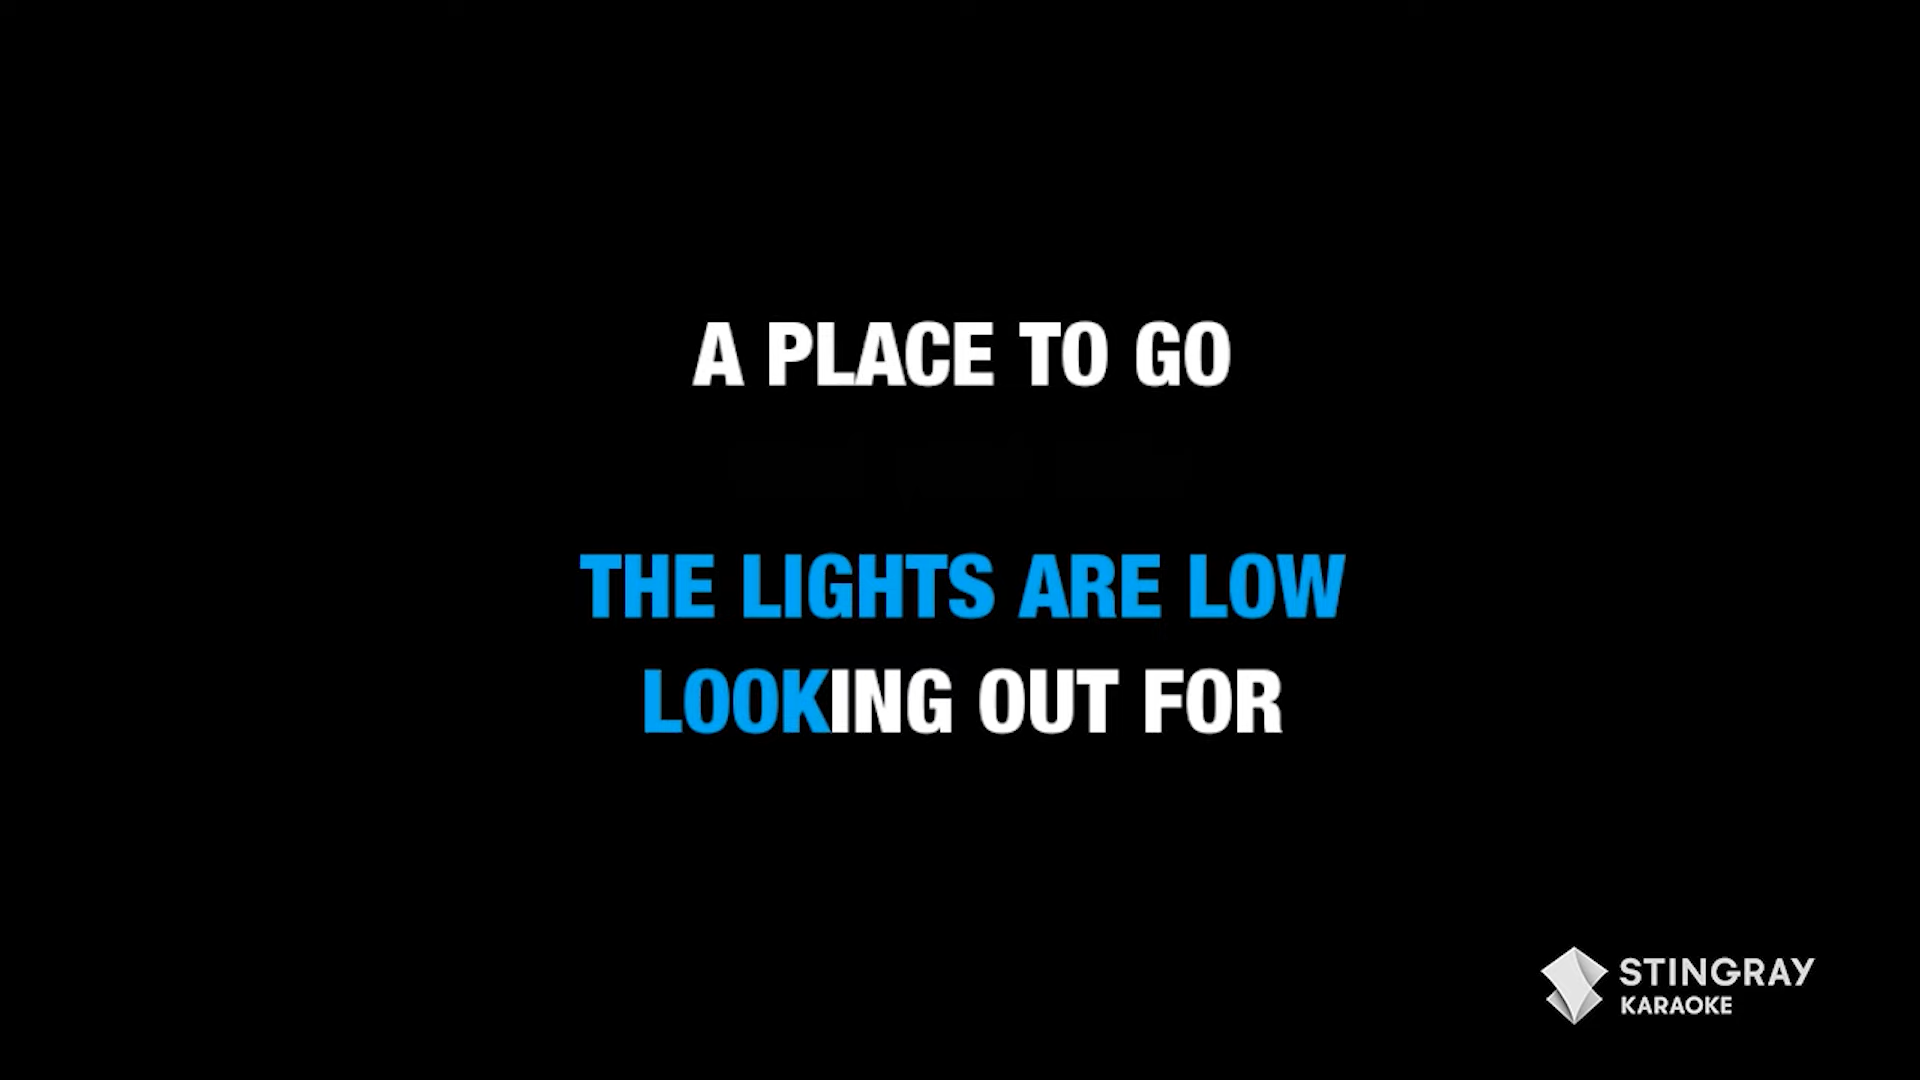 A PLACE TO GO
THE LIGHTS ARE LOW
LOOKING OUT FOR
STINGRAY
KARAOKE